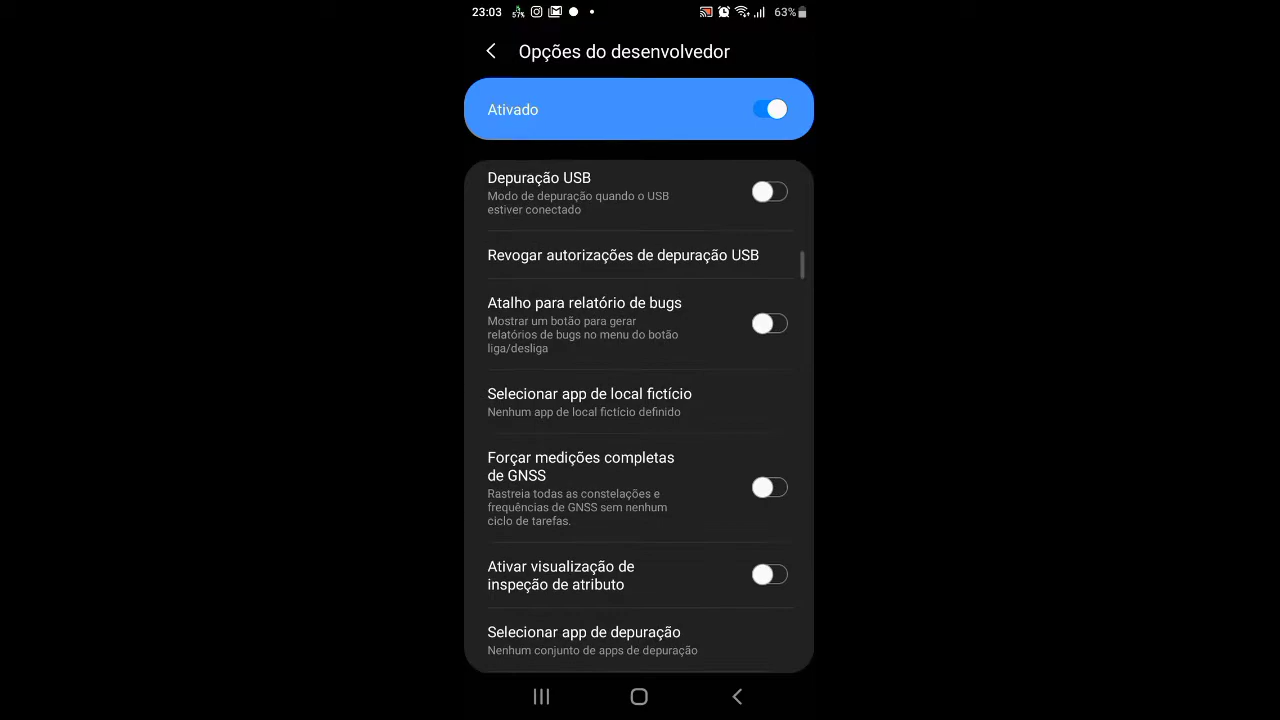 23:03 57% 63%
Opções do desenvolvedor
Ativado
Depuração USB
Modo de depuração quando o USB
estiver conectado
Revogar autorizações de depuração USB
Atalho para relatório de bugs
Mostrar um botão para gerar
relatórios de bugs no menu do botão
liga/desliga
Selecionar app de local fictício
Nenhum app de local fictício definido
Forçar medições completas
de GNSS
Rastreia todas as constelações e
frequências de GNSS sem nenhum
ciclo de tarefas.
Ativar visualização de
inspeção de atributo
Selecionar app de depuração
Nenhum conjunto de apps de depuração